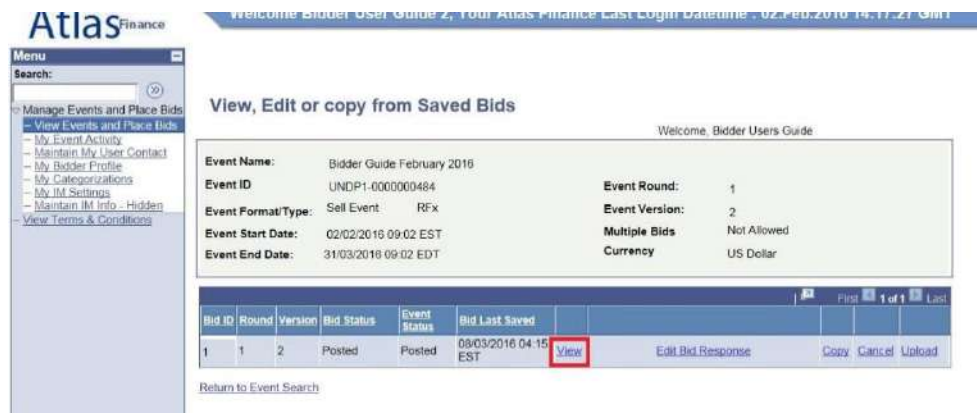 Atlas Finance
Welcome Bidder User Guide 2, Your Atlas Finance Last Login Datetime : 02.Feb.2016 14:17:27 GMT
Menu
Search:
Manage Events and Place Bids
– View Events and Place Bids
– My Event Activity
– Maintain My User Contact
– My Bidder Profile
– My Categorizations
– My IM Settings
– Maintain IM Info - Hidden
– View Terms & Conditions
View, Edit or copy from Saved Bids
Welcome, Bidder Users Guide
Event Name: Bidder Guide February 2016
Event ID UNDP1-0000000484 Event Round: 1
Event Format/Type: Sell Event RFx Event Version: 2
Event Start Date: 02/02/2016 09:02 EST Multiple Bids Not Allowed
Event End Date: 31/03/2016 09:02 EDT Currency US Dollar
First 1 of 1 Last
Bid ID Round Version Bid Status Event Status Bid Last Saved
1 1 2 Posted Posted 08/03/2016 04:15 EST View Edit Bid Response Copy Cancel Upload
Return to Event Search